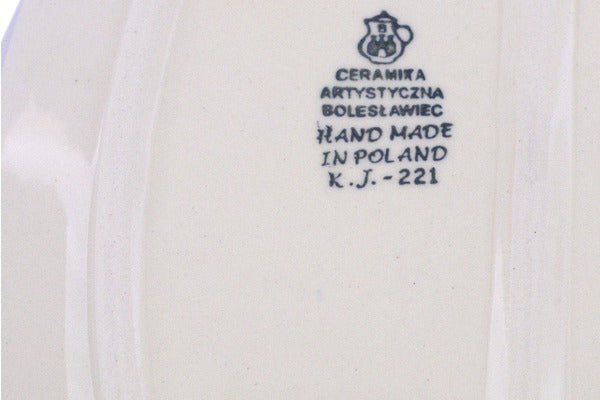 B
CERAMIKA
ARTYSTYCZNA
BOLESŁAWIEC
HAND MADE
IN POLAND
K.J.-221